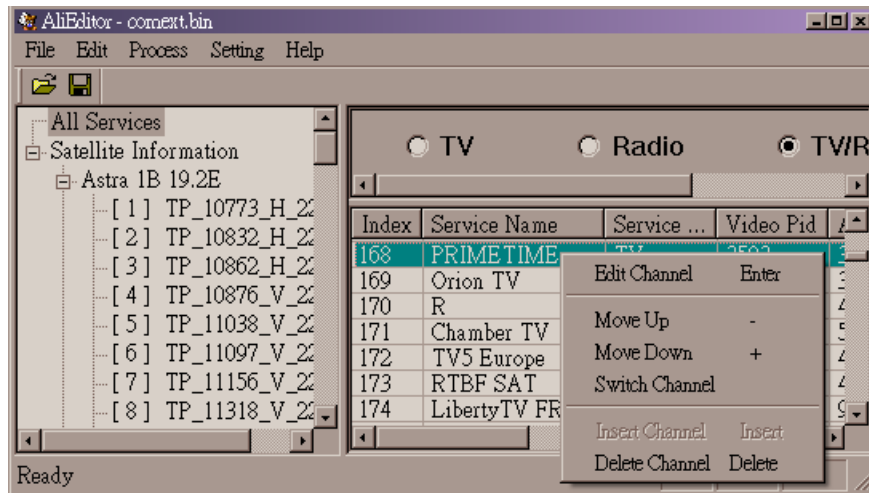 AliEditor - comext.bin
File Edit Process Setting Help
All Services
Satellite Information
Astra 1B 19.2E
[ 1 ] TP_10773_H_22
[ 2 ] TP_10832_H_22
[ 3 ] TP_10862_H_22
[ 4 ] TP_10876_V_22
[ 5 ] TP_11038_V_22
[ 6 ] TP_11097_V_22
[ 7 ] TP_11156_V_22
[ 8 ] TP_11318_V_22
TV Radio TV/R
Index Service Name Service ... Video Pid
168 PRIMETIME TV
169 Orion TV
170 R
171 Chamber TV
172 TV5 Europe
173 RTBF SAT
174 LibertyTV FR
Edit Channel Enter
Move Up -
Move Down +
Switch Channel
Insert Channel Insert
Delete Channel Delete
Ready